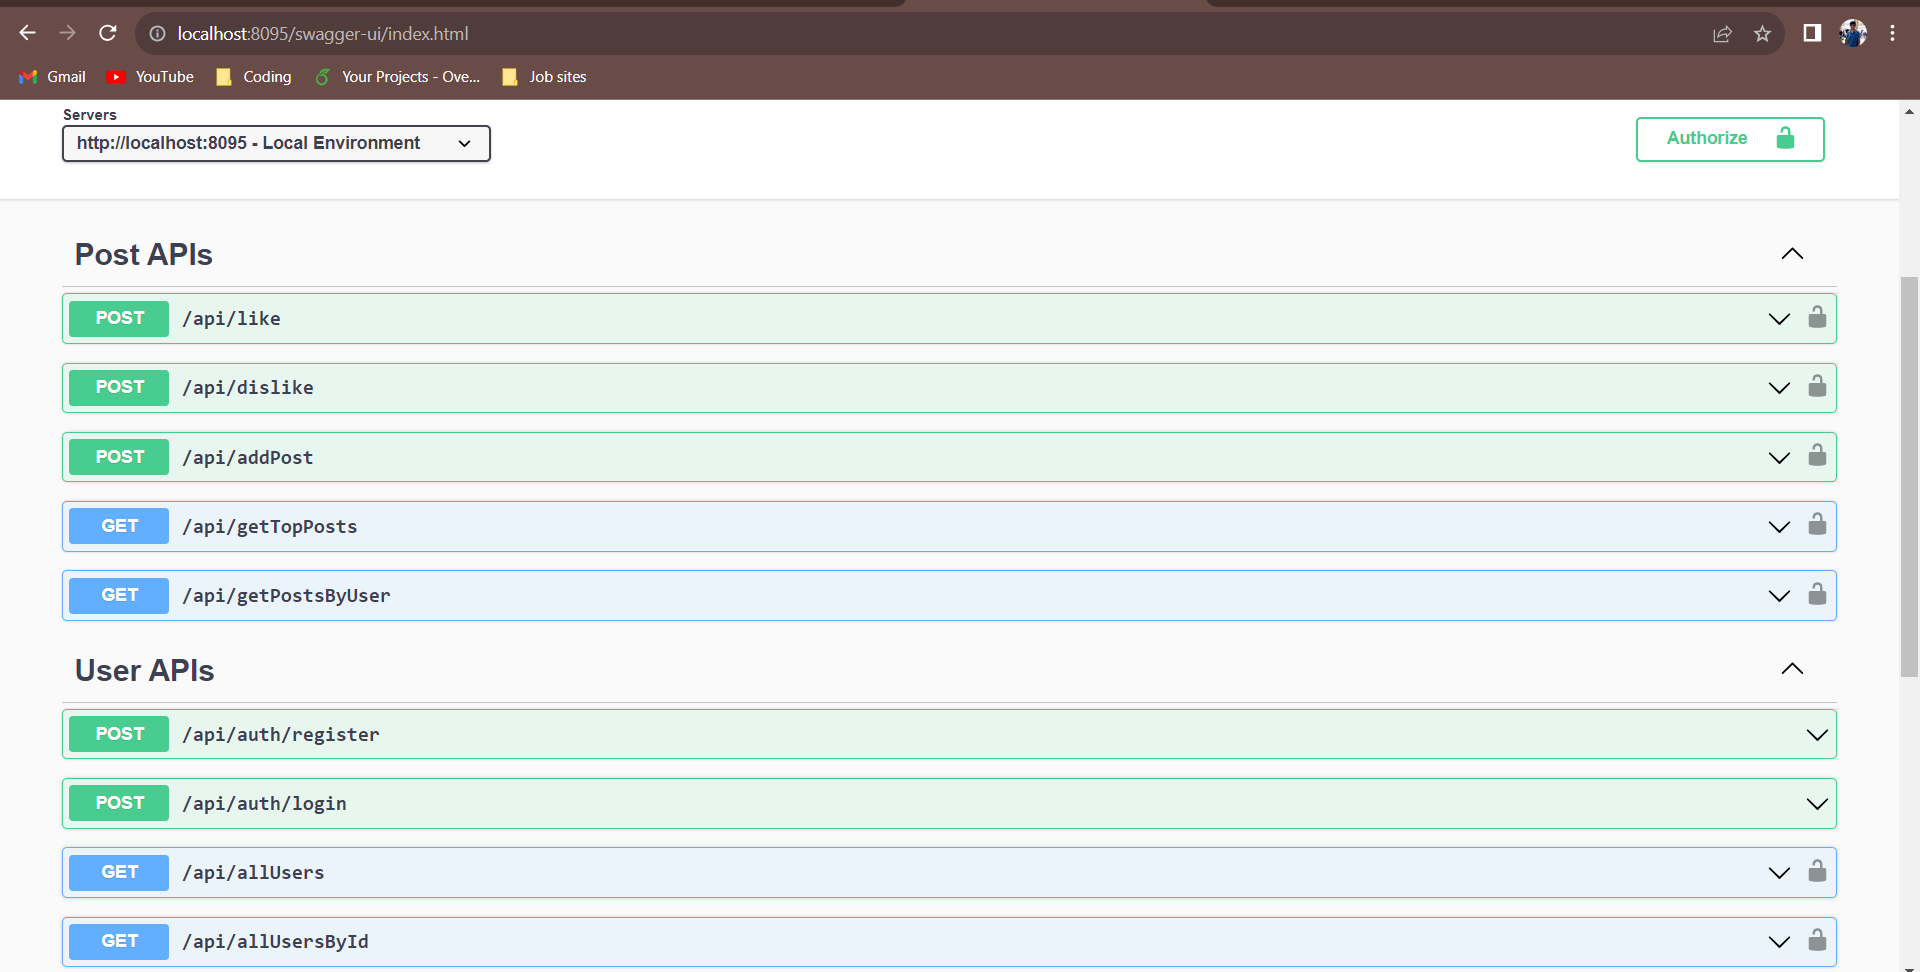 localhost:8095/swagger-ui/index.html
Gmail YouTube Coding Your Projects - Ove... Job sites
Servers
http://localhost:8095 - Local Environment
Authorize
Post APIs
POST /api/like
POST /api/dislike
POST /api/addPost
GET /api/getTopPosts
GET /api/getPostsByUser
User APIs
POST /api/auth/register
POST /api/auth/login
GET /api/allUsers
GET /api/allUsersById